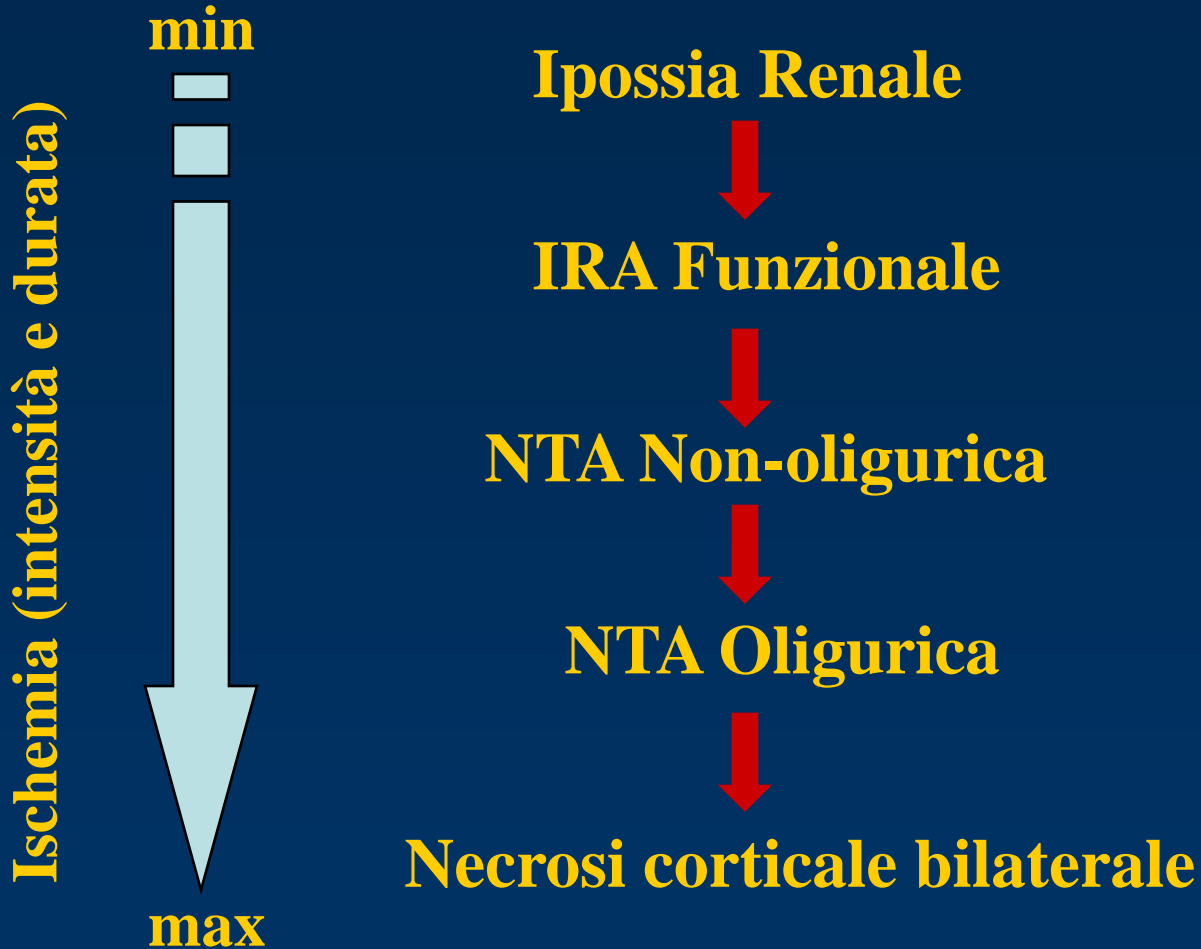 min
Ischemia (intensità e durata)
max
Ipossia Renale
IRA Funzionale
NTA Non-oligurica
NTA Oligurica
Necrosi corticale bilaterale